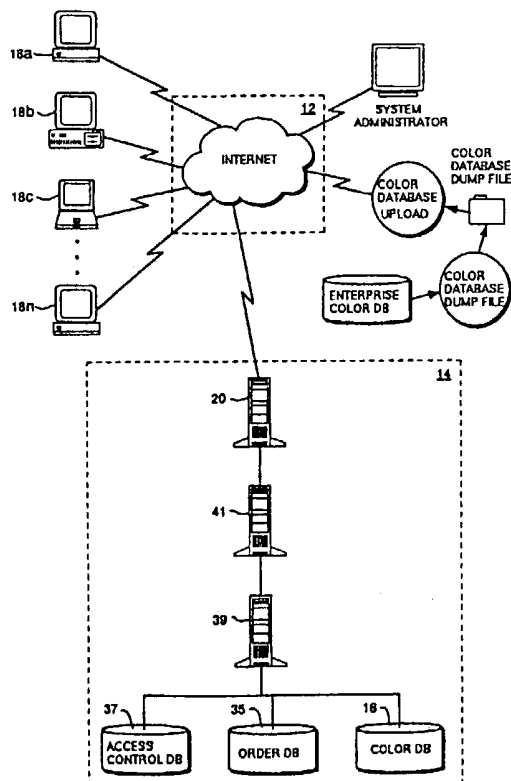 18a
18b
18c
18n
12
INTERNET
SYSTEM
ADMINISTRATOR
COLOR
DATABASE
UPLOAD
COLOR
DATABASE
DUMP FILE
ENTERPRISE
COLOR DB
COLOR
DATABASE
DUMP FILE
14
20
41
39
37
ACCESS
CONTROL DB
35
ORDER DB
16
COLOR DB